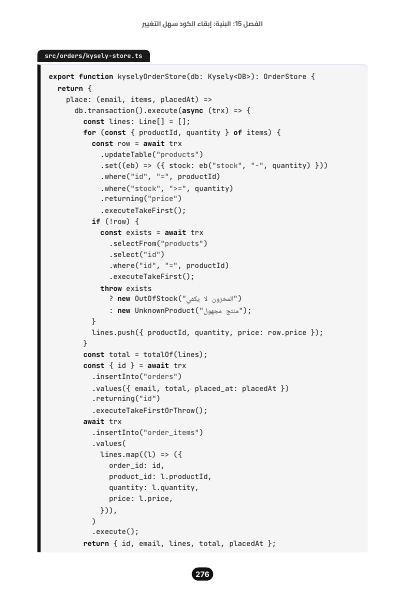 الفصل 15: البنية: إبقاء الكود سهل التغيير
src/orders/kysely-store.ts
export function kyselyOrderStore(db: Kysely<DB>): OrderStore {
  return {
    place: (email, items, placedAt) =>
      db.transaction().execute(async (trx) => {
        const lines: Line[] = [];
        for (const { productId, quantity } of items) {
          const row = await trx
            .updateTable("products")
            .set((eb) => ({ stock: eb("stock", "-", quantity) }))
            .where("id", "=", productId)
            .where("stock", ">=", quantity)
            .returning("price")
            .executeTakeFirst();
          if (!row) {
            const exists = await trx
              .selectFrom("products")
              .select("id")
              .where("id", "=", productId)
              .executeTakeFirst();
            throw exists
              ? new OutOfStock("المخزون لا يكفي")
              : new UnknownProduct("منتج مجهول");
          }
          lines.push({ productId, quantity, price: row.price });
        }
        const total = totalOf(lines);
        const { id } = await trx
          .insertInto("orders")
          .values({ email, total, placed_at: placedAt })
          .returning("id")
          .executeTakeFirstOrThrow();
        await trx
          .insertInto("order_items")
          .values(
            lines.map((l) => ({
              order_id: id,
              product_id: l.productId,
              quantity: l.quantity,
              price: l.price,
            })),
          )
          .execute();
        return { id, email, lines, total, placedAt };
276